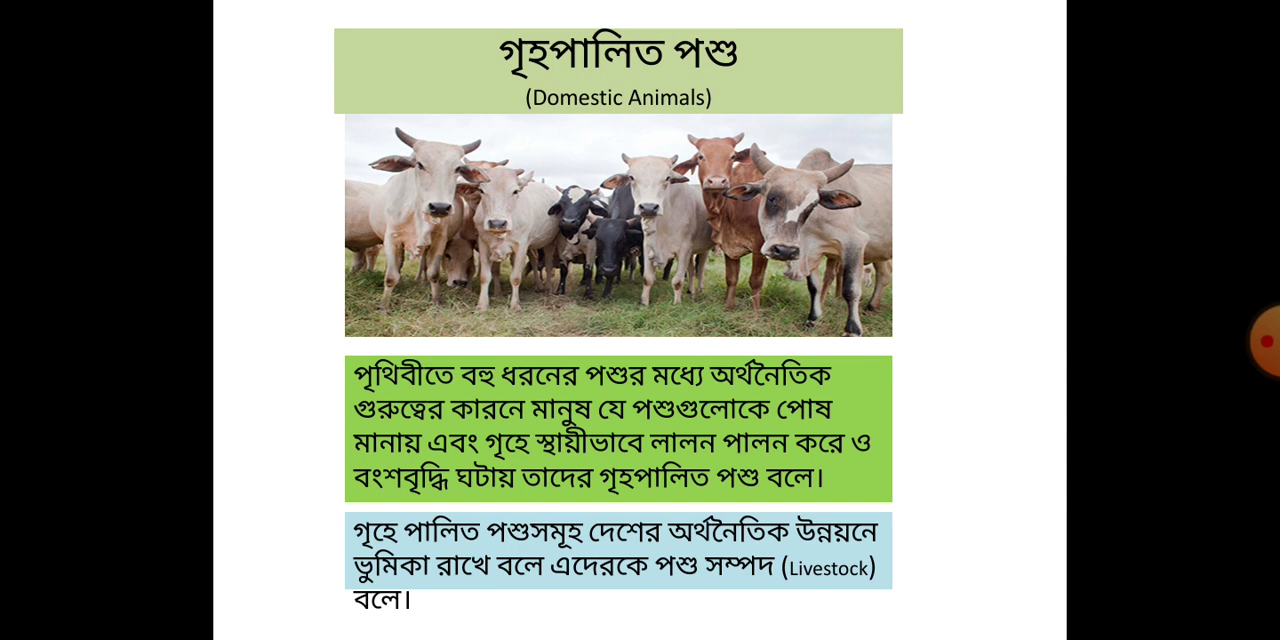 গৃহপালিত পশু
(Domestic Animals)
পৃথিবীতে বহু ধরনের পশুর মধ্যে অর্থনৈতিক
গুরুত্বের কারনে মানুষ যে পশুগুলোকে পোষ
মানায় এবং গৃহে স্থায়ীভাবে লালন পালন করে ও
বংশবৃদ্ধি ঘটায় তাদের গৃহপালিত পশু বলে।
গৃহে পালিত পশুসমূহ দেশের অর্থনৈতিক উন্নয়নে
ভুমিকা রাখে বলে এদেরকে পশু সম্পদ (Livestock)
বলে।